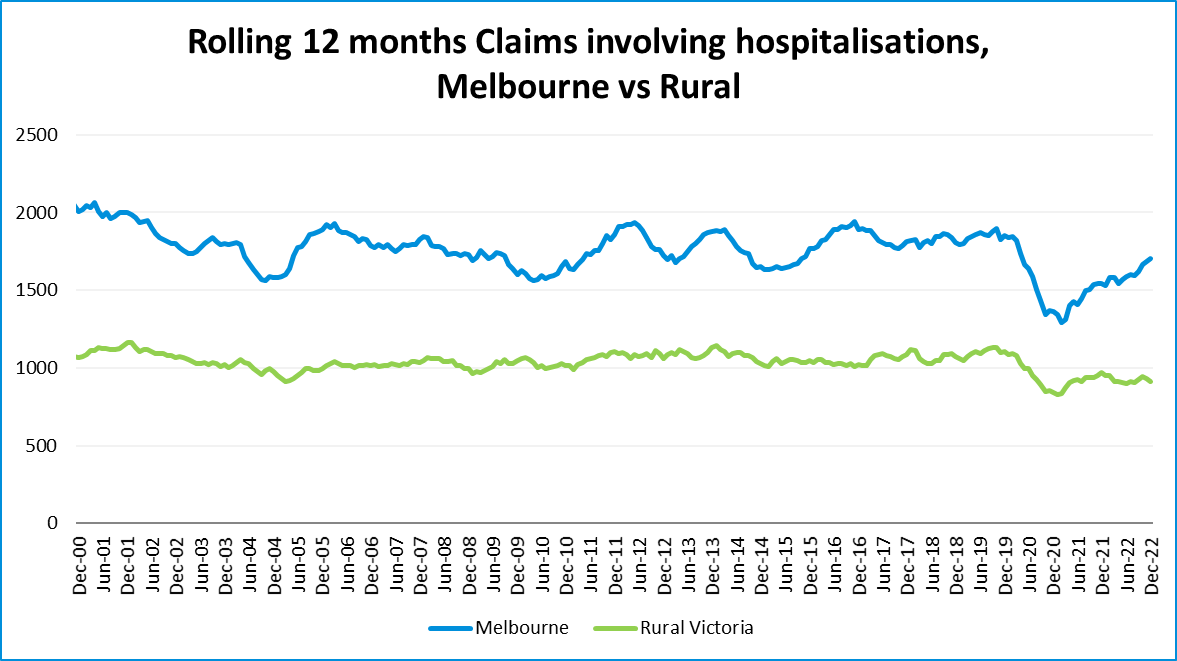 Rolling 12 months Claims involving hospitalisations,
Melbourne vs Rural
2500
2000
1500
1000
500
0
Dec-00
Jun-01
Dec-01
Jun-02
Dec-02
Jun-03
Dec-03
Jun-04
Dec-04
Jun-05
Dec-05
Jun-06
Dec-06
Jun-07
Dec-07
Jun-08
Dec-08
Jun-09
Dec-09
Jun-10
Dec-10
Jun-11
Dec-11
Jun-12
Dec-12
Jun-13
Dec-13
Jun-14
Dec-14
Jun-15
Dec-15
Jun-16
Dec-16
Jun-17
Dec-17
Jun-18
Dec-18
Jun-19
Dec-19
Jun-20
Dec-20
Jun-21
Dec-21
Jun-22
Dec-22
Melbourne
Rural Victoria